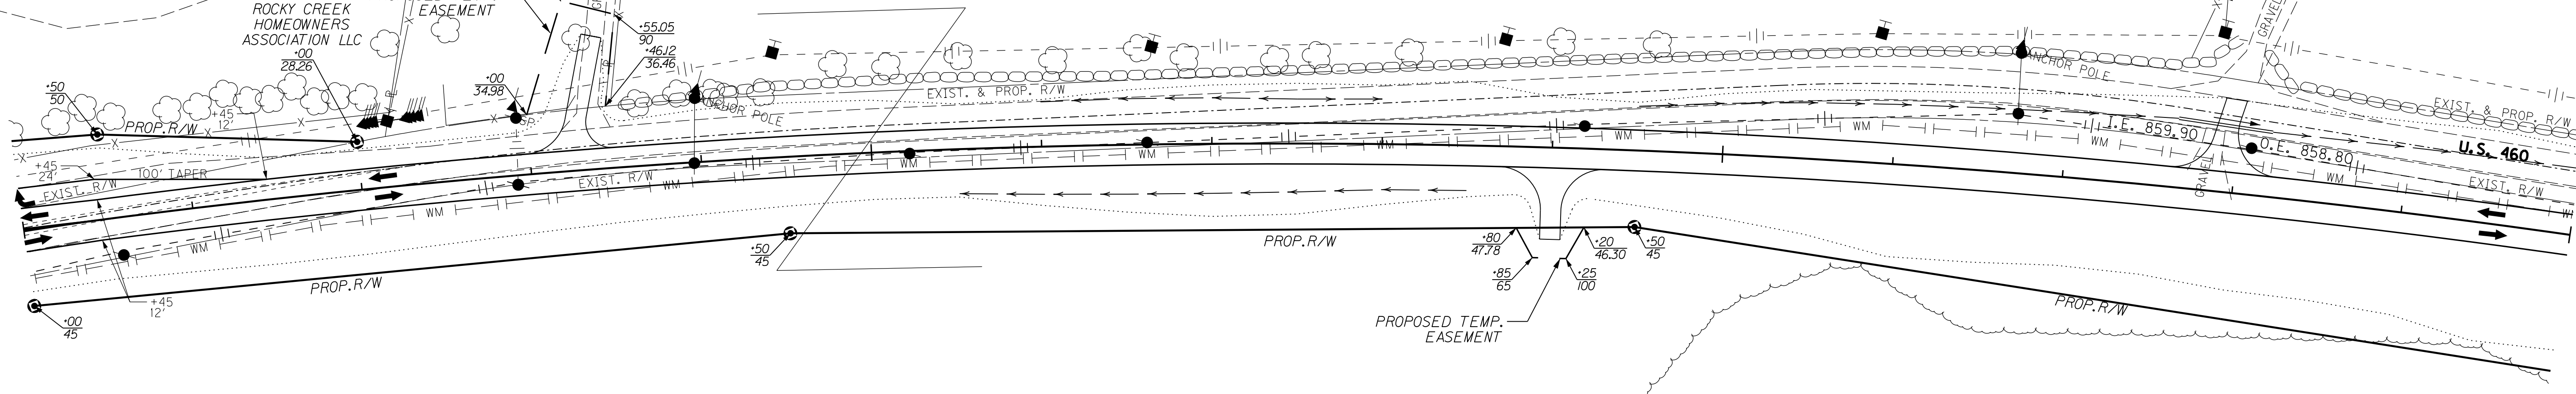 ROCKY CREEK
HOMEOWNERS
ASSOCIATION LLC
+00
28.26
EASEMENT
+55.05
90
+46.12
36.46
+00
34.98
+50
50
PROP.R/W
+45
12'
+45
24'
100' TAPER
EXIST. R/W
EXIST. R/W
EXIST. & PROP. R/W
ANCHOR POLE
EXIST. & PROP. R/W
I.E. 859.90
O.E. 858.80
U.S. 460
EXIST. R/W
GRAVEL
GRAVEL
WM
WM
WM
WM
WM
WM
WM
WM
WM
WM
X
X
X
X
X
+45
12'
+00
45
PROP.R/W
+50
45
PROP.R/W
+80
47.78
+85
65
+20
46.30
+25
100
+50
45
PROPOSED TEMP.
EASEMENT
PROP.R/W